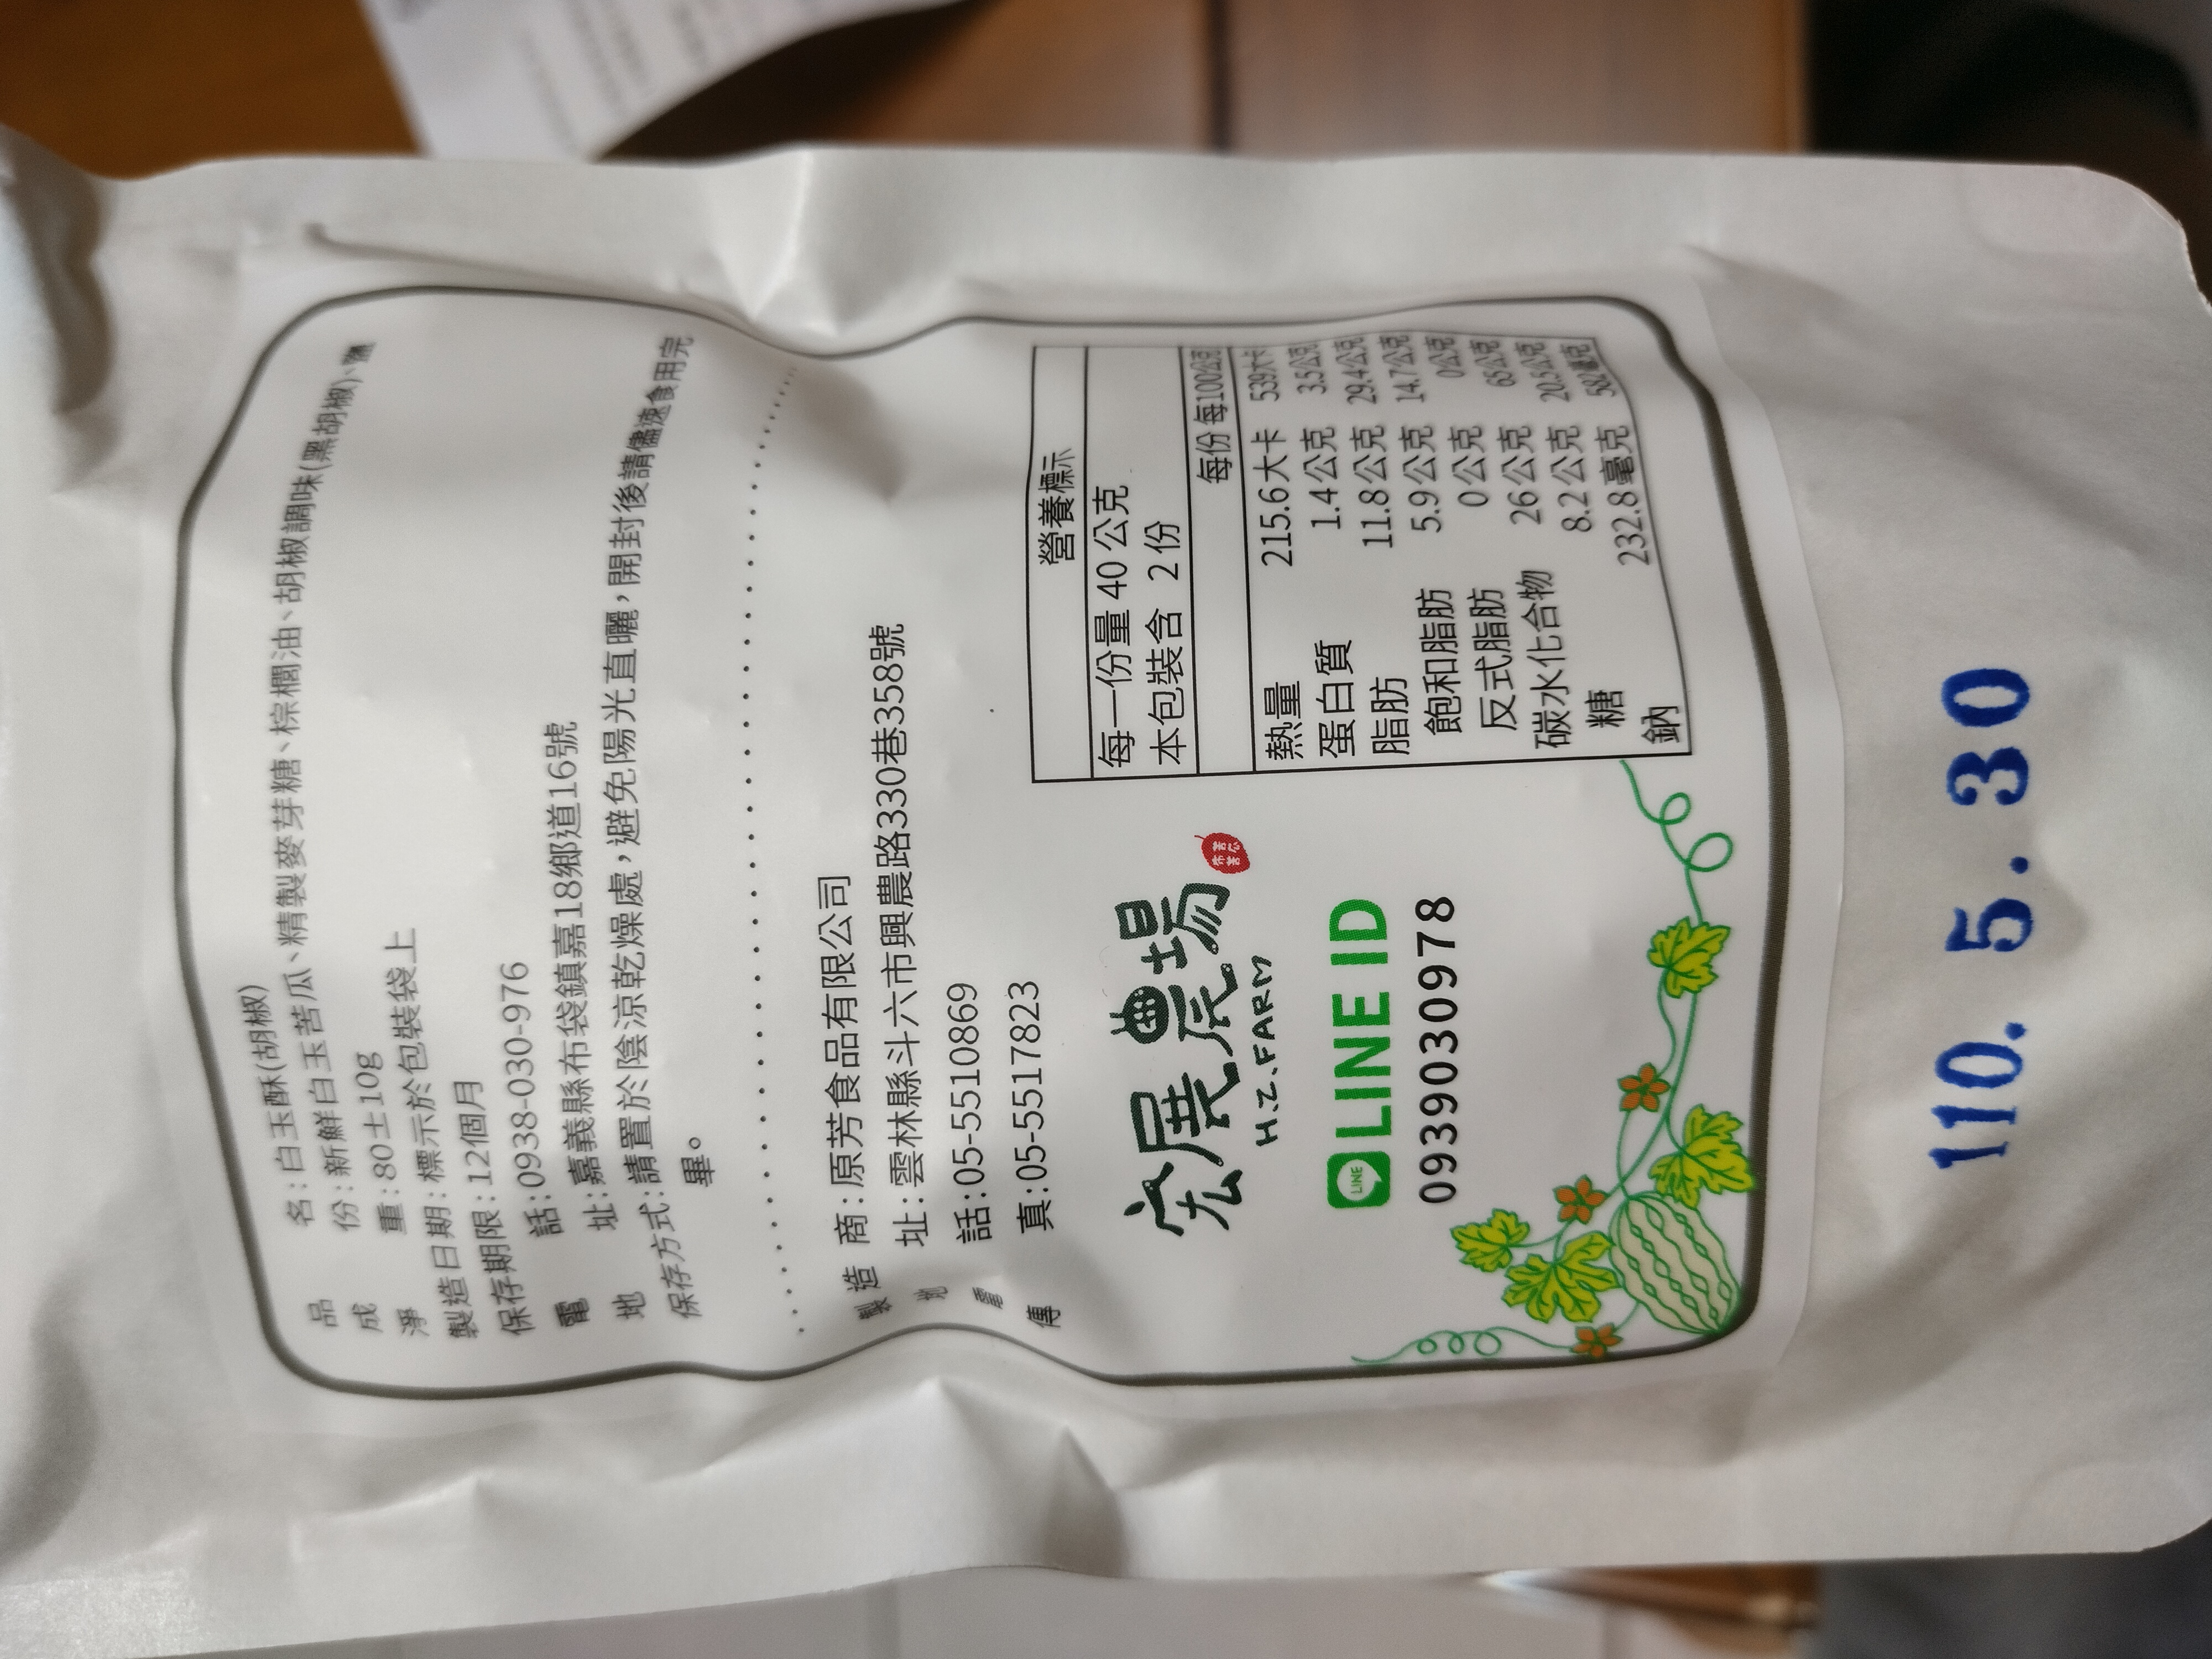 品 名:白玉酥(胡椒)
成 份:新鮮白玉苦瓜、精製麥芽糖、棕櫚油、胡椒調味(黑胡椒)、鹽
淨 重:80±10g
製造日期:標示於包裝袋上
保存期限:12個月
電 話:0938-030-976
地 址:嘉義縣布袋鎮嘉18鄉道16號
保存方式:請置於陰涼乾燥處,避免陽光直曬,開封後請儘速食用完
畢。
製 造 商:原芳食品有限公司
地 址:雲林縣斗六市興農路330巷358號
電 話:05-5510869
傳 真:05-5517823
宏展農場
H.Z.FARM
LINE
LINE ID
0939030978
營養標示
每一份量 40 公克
本包裝含 2 份
每份 每100公克
熱量 215.6大卡 539大卡
蛋白質 1.4公克 3.5公克
脂肪 11.8公克 29.4公克
飽和脂肪 5.9公克 14.7公克
反式脂肪 0公克 0公克
碳水化合物 26公克 65公克
糖 8.2公克 20.5公克
鈉 232.8毫克 582毫克
110. 5. 30